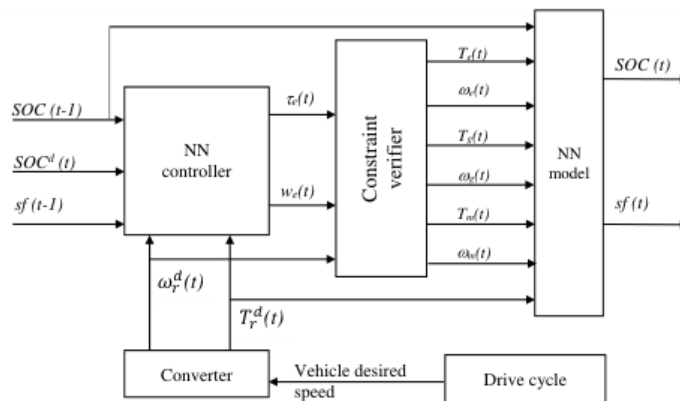 SOC (t-1)
SOC^d (t)
sf (t-1)
NN
controller
τ_e(t)
w_e(t)
Constraint
verifier
T_e(t)
ω_e(t)
T_g(t)
ω_g(t)
T_m(t)
ω_m(t)
NN
model
SOC (t)
sf (t)
ω_r^d(t)
T_r^d(t)
Converter
Vehicle desired
speed
Drive cycle